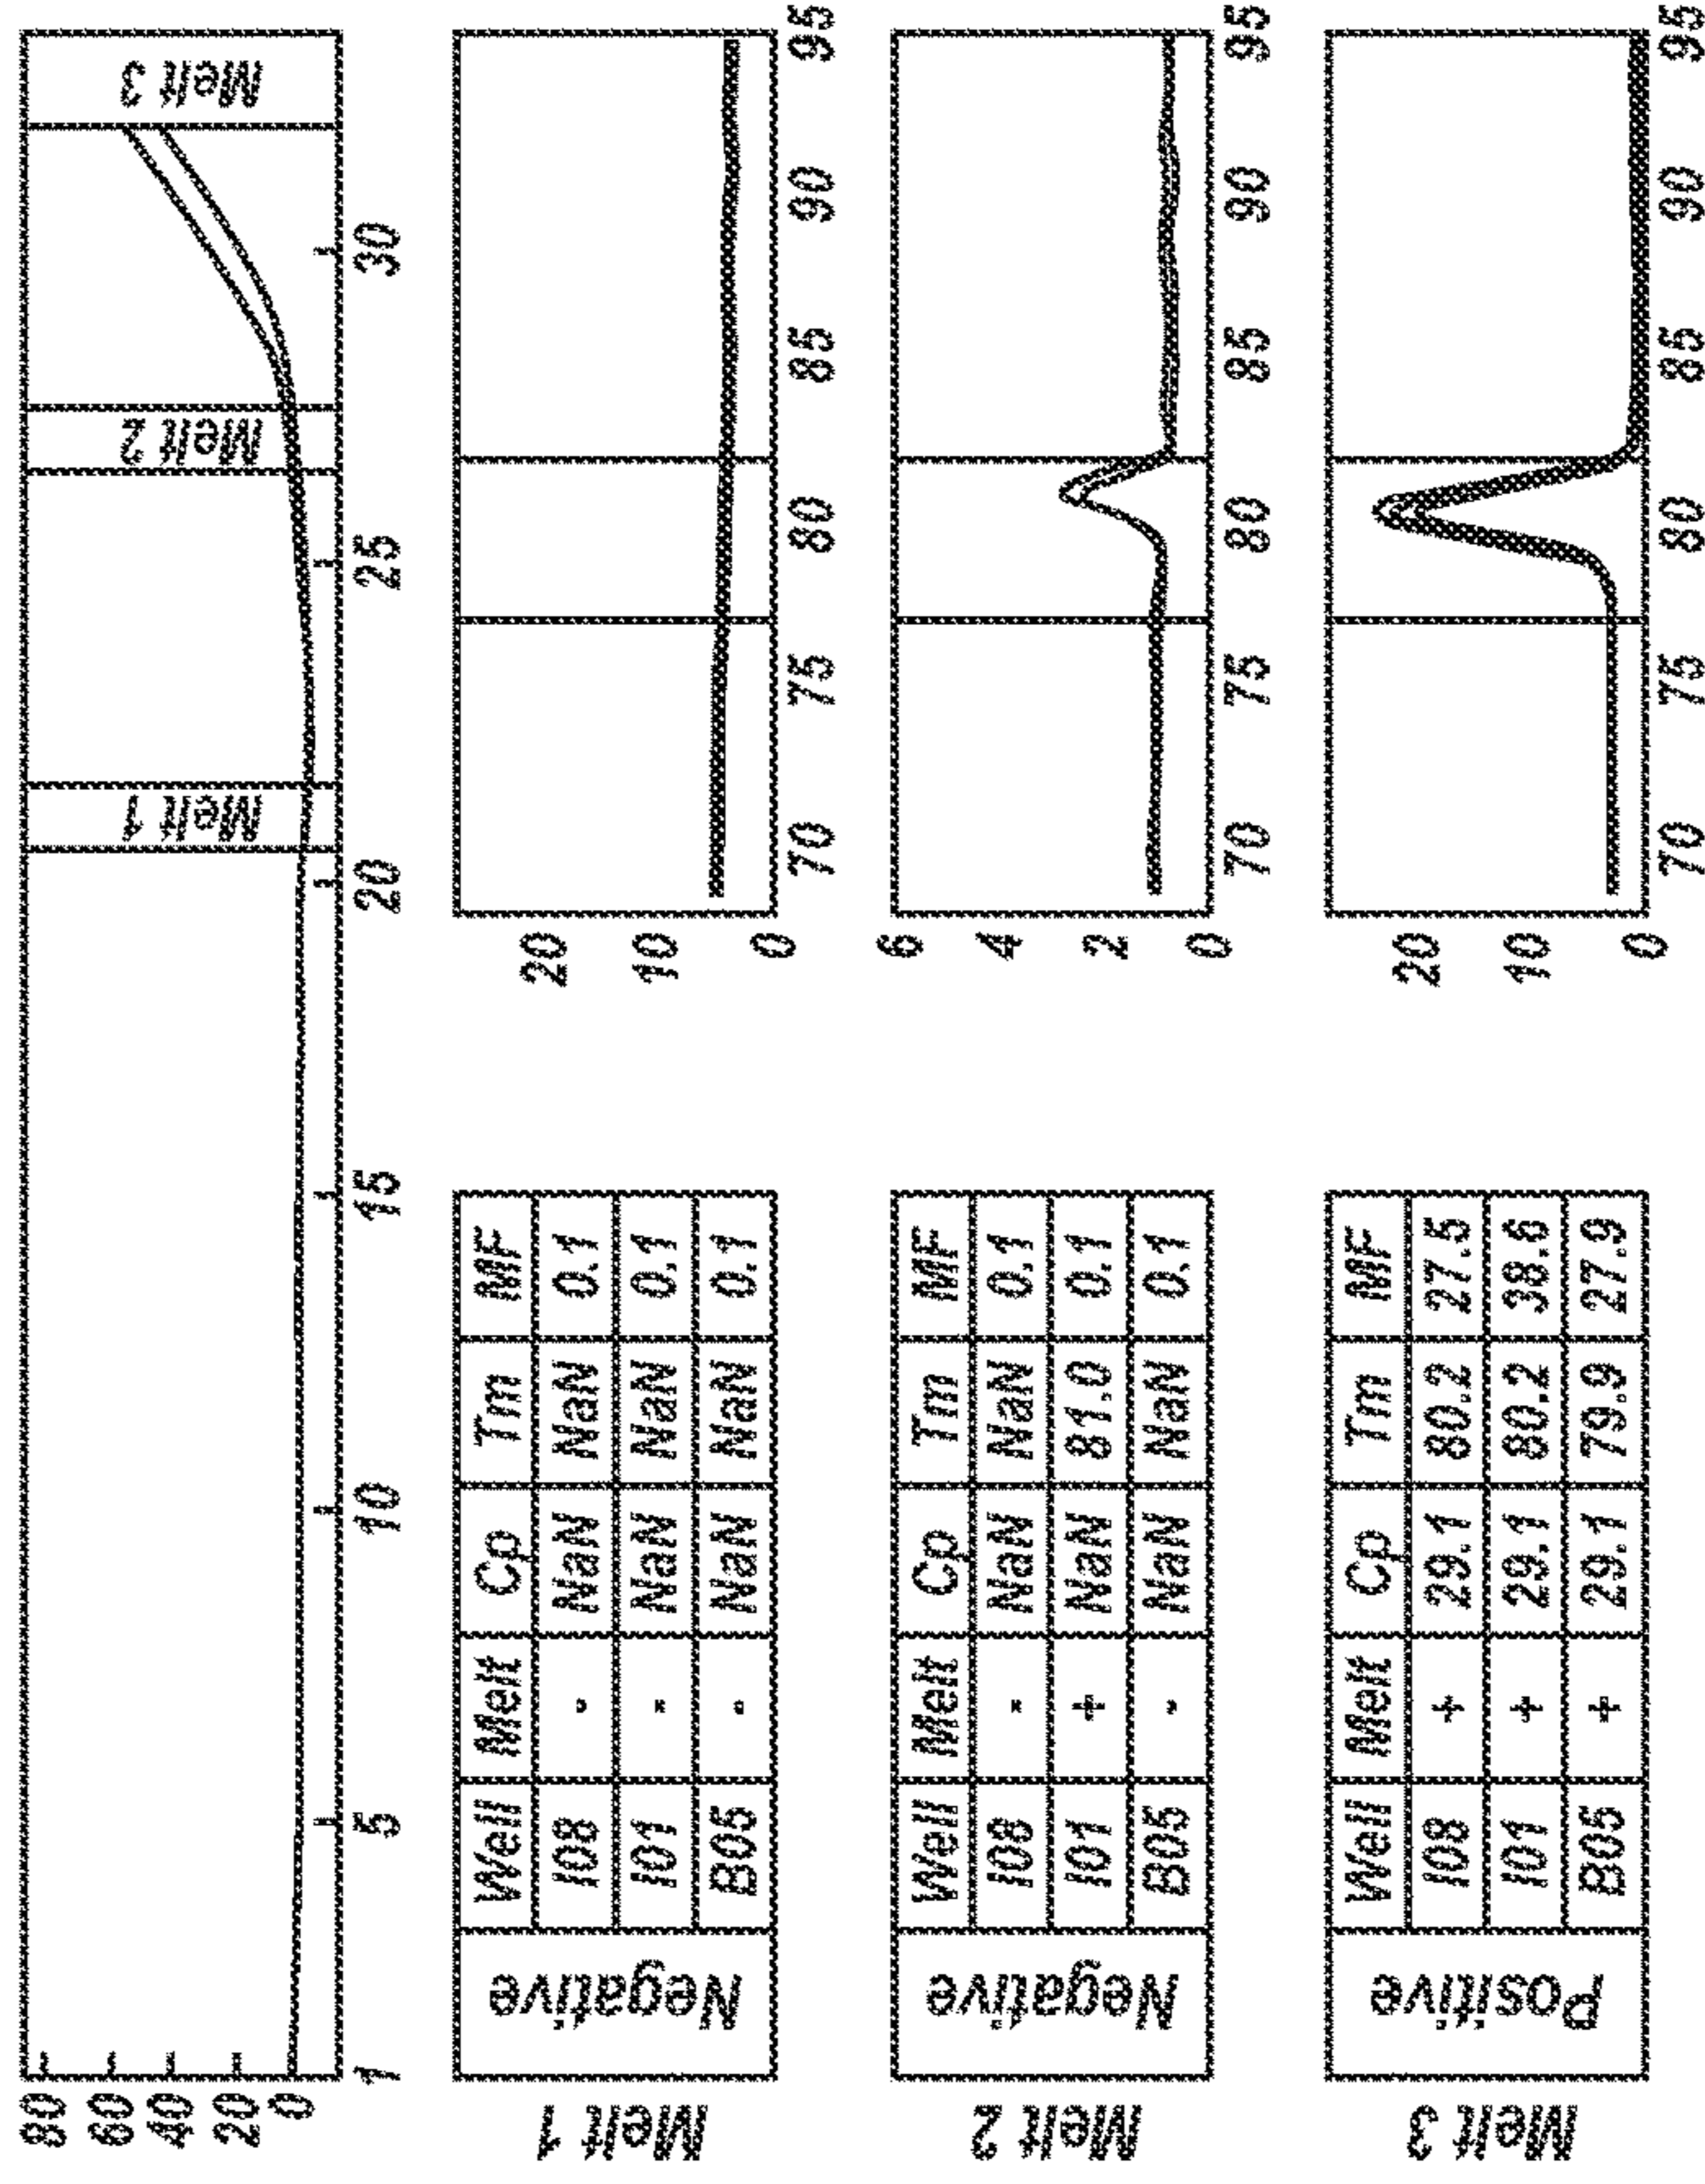 80
60
40
20
0
1 5 10 15 20 25 30
Melt 1 Melt 2 Melt 3
Melt 1
Negative
Well Melt Cp Tm MF
I08 - NaN NaN 0.1
I01 - NaN NaN 0.1
B05 - NaN NaN 0.1
20
10
0
70 75 80 85 90 95
Melt 2
Negative
Well Melt Cp Tm MF
I08 - NaN NaN 0.1
I01 + NaN 81.0 0.1
B05 - NaN NaN 0.1
6
4
2
0
70 75 80 85 90 95
Melt 3
Positive
Well Melt Cp Tm MF
I08 + 29.1 80.2 27.5
I01 + 29.1 80.2 38.6
B05 + 29.1 79.9 27.9
20
10
0
70 75 80 85 90 95